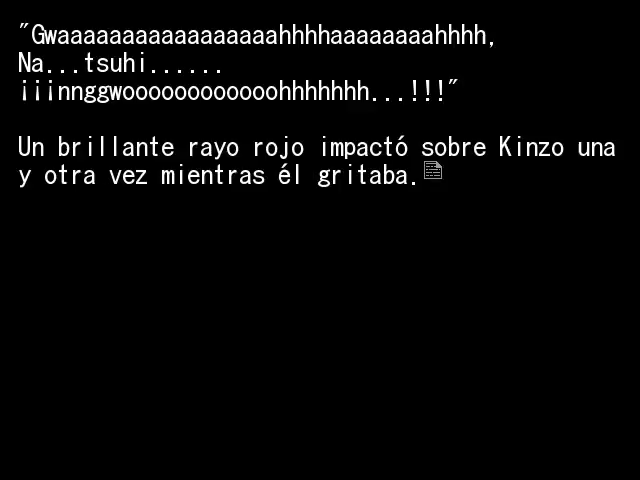 "Gwaaaaaaaaaaaaaaaaahhhhaaaaaaaahhhh,
Na...tsuhi......
¡¡¡nnggwoooooooooooohhhhhhh...!!!"
Un brillante rayo rojo impactó sobre Kinzo una
y otra vez mientras él gritaba.